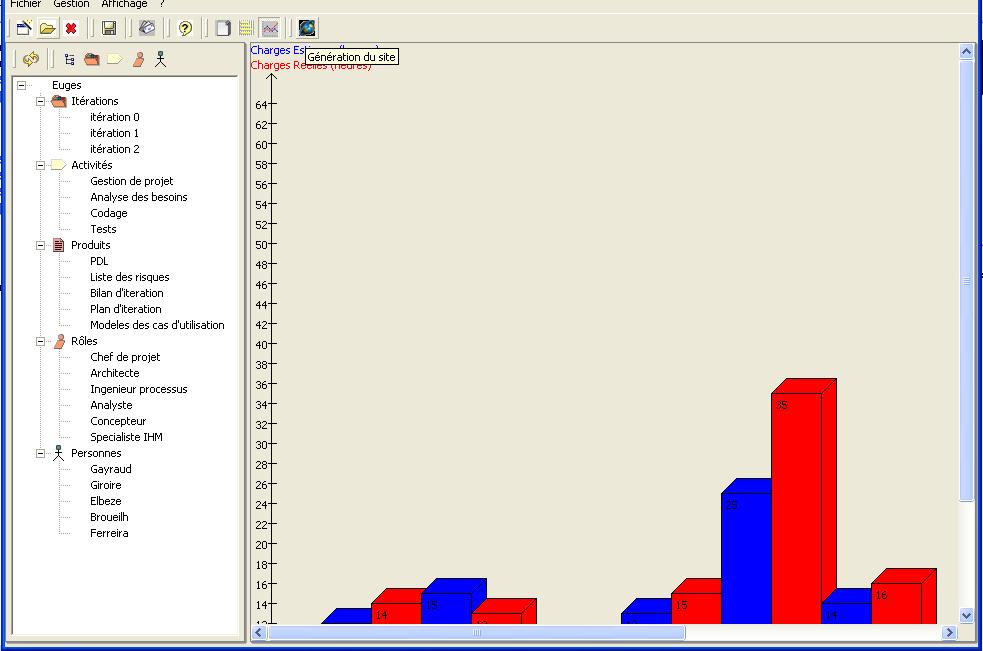 Fichier Gestion Affichage ?
Charges
Génération du site
Charges Réelles (heures)
Euges
Itérations
itération 0
itération 1
itération 2
Activités
Gestion de projet
Analyse des besoins
Codage
Tests
Produits
PDL
Liste des risques
Bilan d'iteration
Plan d'iteration
Modeles des cas d'utilisation
Rôles
Chef de projet
Architecte
Ingenieur processus
Analyste
Concepteur
Specialiste IHM
Personnes
Gayraud
Giroire
Elbeze
Broueilh
Ferreira
64
62
60
58
56
54
52
50
48
46
44
42
40
38
36
34
32
30
28
26
24
22
20
18
16
14
12
14
15
15
25
35
14
16